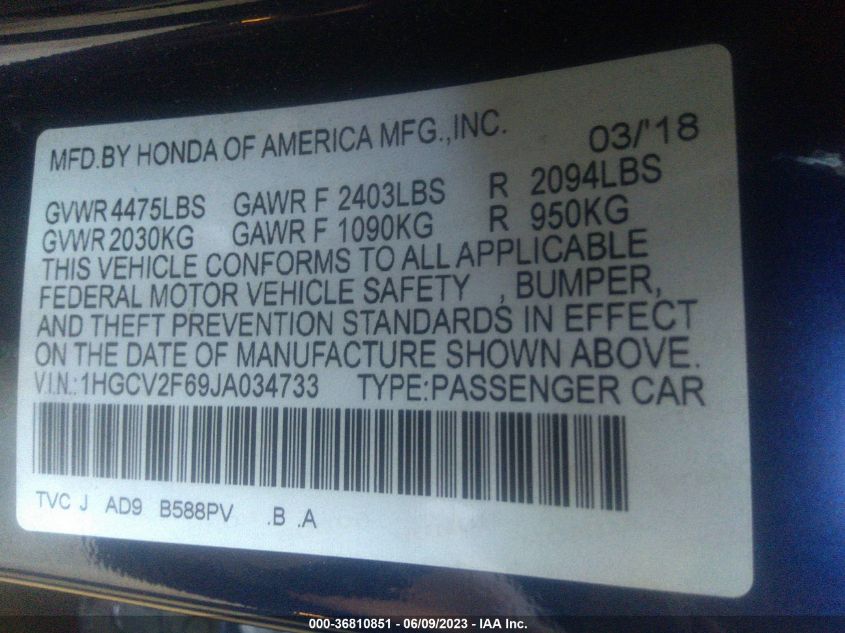 MFD.BY HONDA OF AMERICA MFG.,INC. 03/'18
GVWR 4475LBS GAWR F 2403LBS R 2094LBS
GVWR 2030KG GAWR F 1090KG R 950KG
THIS VEHICLE CONFORMS TO ALL APPLICABLE
FEDERAL MOTOR VEHICLE SAFETY , BUMPER,
AND THEFT PREVENTION STANDARDS IN EFFECT
ON THE DATE OF MANUFACTURE SHOWN ABOVE.
V.I.N.:1HGCV2F69JA034733 TYPE:PASSENGER CAR
TVC J AD9 B588PV .B .A
000-36810851 - 06/09/2023 - IAA Inc.